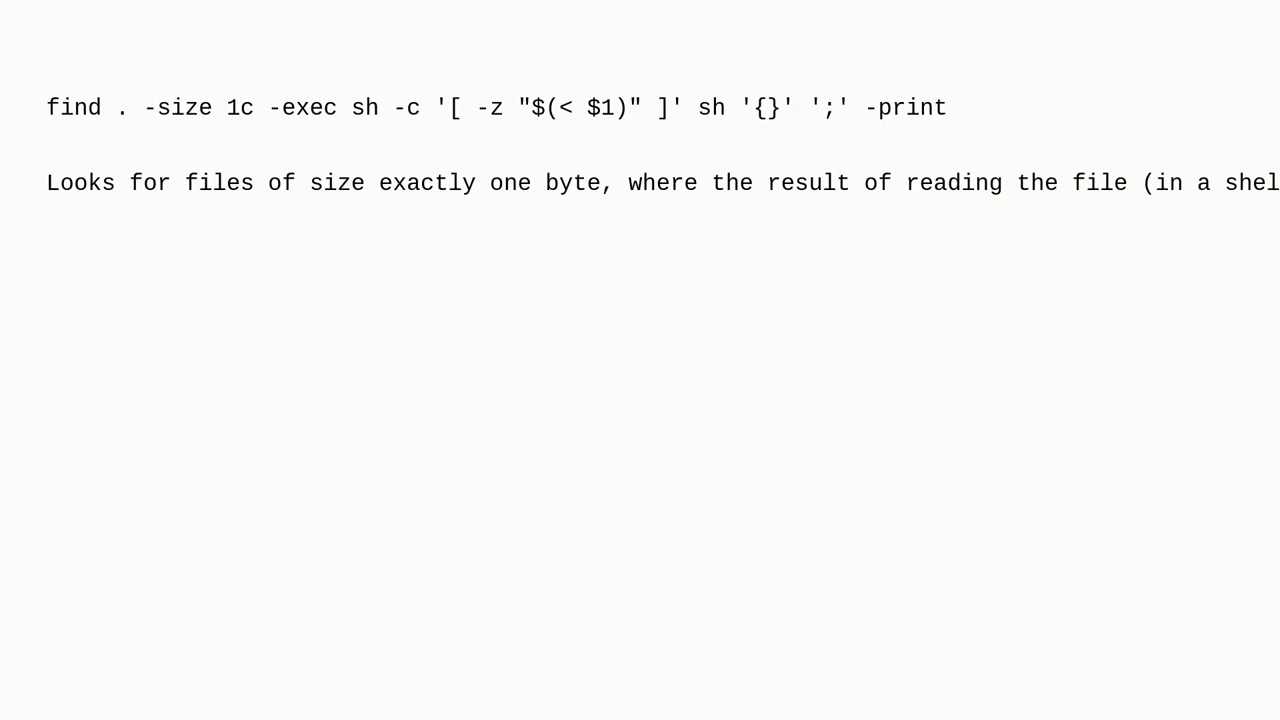 find . -size 1c -exec sh -c '[ -z "$(< $1)" ]' sh '{}' ';' -print
Looks for files of size exactly one byte, where the result of reading the file (in a shel